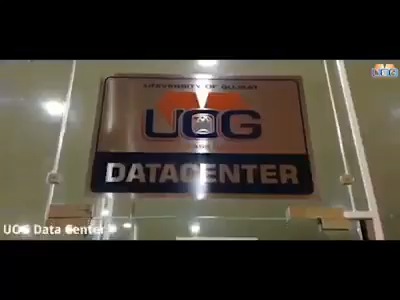 UOG
UNIVERSITY OF GUJRAT
UOG
DATACENTER
UOG Data Center